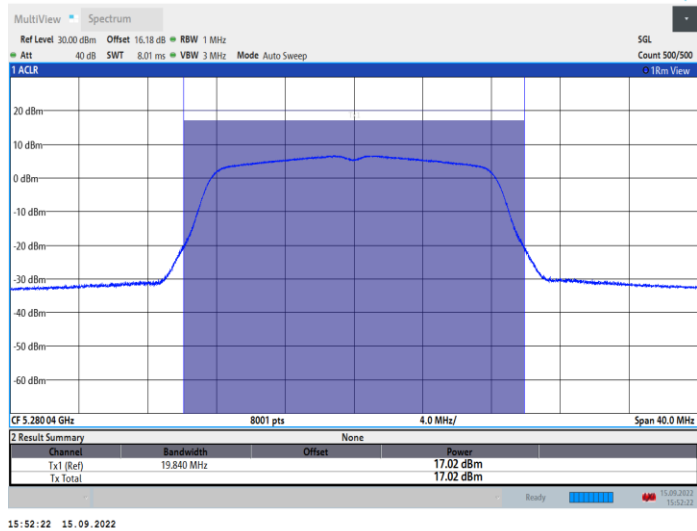 MultiView Spectrum
Ref Level 30.00 dBm Offset 16.18 dB RBW 1 MHz SGL
Att 40 dB SWT 8.01 ms VBW 3 MHz Mode Auto Sweep Count 500/500
1 ACLR 1Rm View
20 dBm
10 dBm
0 dBm
-10 dBm
-20 dBm
-30 dBm
-40 dBm
-50 dBm
-60 dBm
CF 5.280 04 GHz 8001 pts 4.0 MHz/ Span 40.0 MHz
2 Result Summary None
Channel Bandwidth Offset Power
Tx1 (Ref) 19.840 MHz 17.02 dBm
Tx Total 17.02 dBm
Ready 15.09.2022
15:52:22
15:52:22 15.09.2022